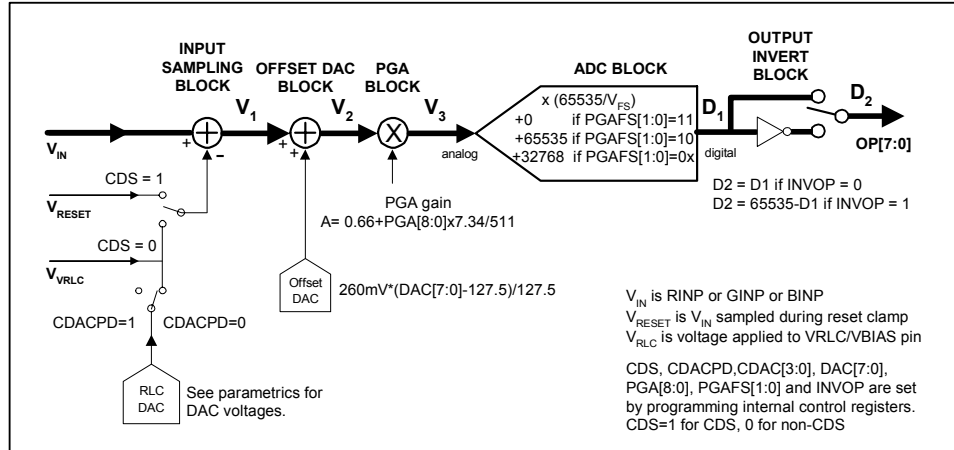 INPUT
SAMPLING
BLOCK
OFFSET DAC
BLOCK
PGA
BLOCK
ADC BLOCK
OUTPUT
INVERT
BLOCK
V1
V2
V3
x (65535/VFS)
+0 if PGAFS[1:0]=11
+65535 if PGAFS[1:0]=10
+32768 if PGAFS[1:0]=0x
D1
D2
+
−
+
+
+
+
X
VIN
analog
digital
OP[7:0]
CDS = 1
VRESET
PGA gain
A= 0.66+PGA[8:0]x7.34/511
D2 = D1 if INVOP = 0
D2 = 65535-D1 if INVOP = 1
CDS = 0
VVRLC
Offset
DAC
260mV*(DAC[7:0]-127.5)/127.5
CDACPD=1
CDACPD=0
RLC
DAC
See parametrics for
DAC voltages.
VIN is RINP or GINP or BINP
VRESET is VIN sampled during reset clamp
VRLC is voltage applied to VRLC/VBIAS pin
CDS, CDACPD,CDAC[3:0], DAC[7:0],
PGA[8:0], PGAFS[1:0] and INVOP are set
by programming internal control registers.
CDS=1 for CDS, 0 for non-CDS